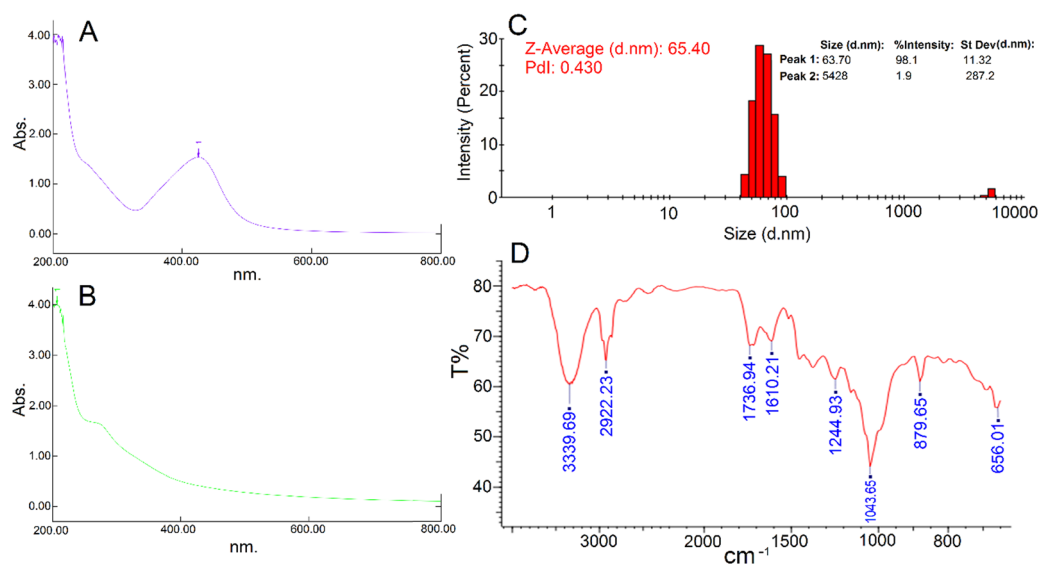 A
4.00
3.00
2.00
1.00
0.00
Abs.
200.00 400.00 600.00 800.00
nm.
B
4.00
3.00
2.00
1.00
0.00
Abs.
200.00 400.00 600.00 800.00
nm.
C
Z-Average (d.nm): 65.40
PdI: 0.430
Size (d.nm): %Intensity: St Dev(d.nm):
Peak 1: 63.70 98.1 11.32
Peak 2: 5428 1.9 287.2
30
20
10
0
Intensity (Percent)
1 10 100 1000 10000
Size (d.nm)
D
80
70
60
50
40
T%
3339.69
2922.23
1736.94
1610.21
1244.93
1043.65
879.65
656.01
3000 2000 1500 1000 800
cm⁻¹